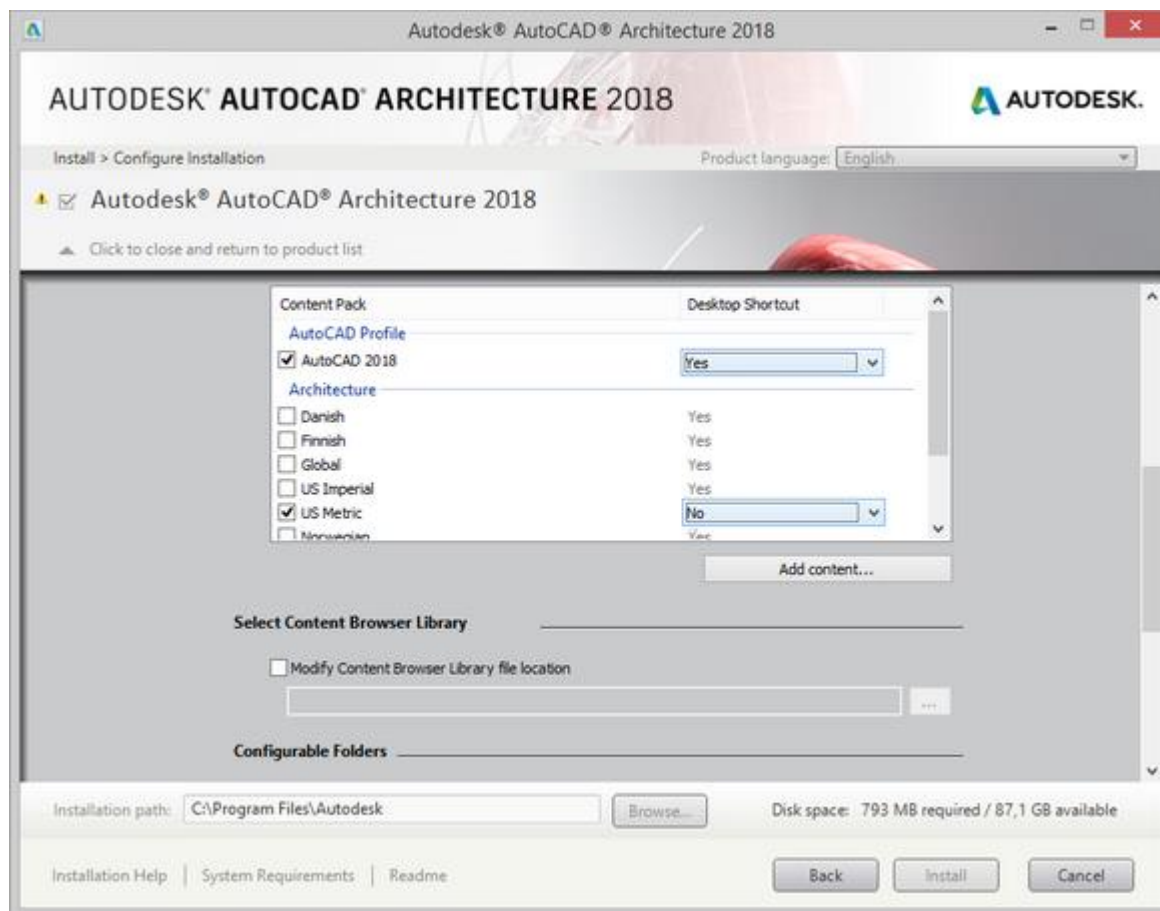 Autodesk® AutoCAD® Architecture 2018
AUTODESK® AUTOCAD® ARCHITECTURE 2018
AUTODESK.
Install > Configure Installation
Product language: English
Autodesk® AutoCAD® Architecture 2018
Click to close and return to product list
Content Pack Desktop Shortcut
AutoCAD Profile
AutoCAD 2018 Yes
Architecture
Danish Yes
Finnish Yes
Global Yes
US Imperial Yes
US Metric No
Norwegian Yes
Add content...
Select Content Browser Library
Modify Content Browser Library file location
...
Configurable Folders
Installation path: C:\Program Files\Autodesk Browse... Disk space: 793 MB required / 87,1 GB available
Installation Help | System Requirements | Readme Back Install Cancel